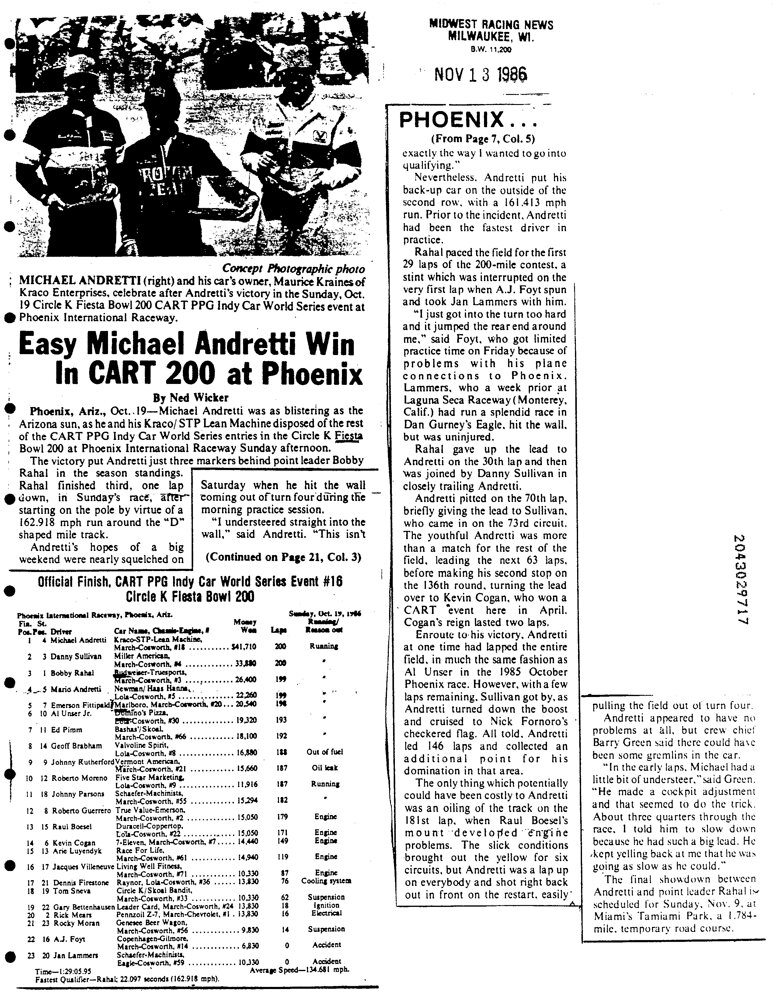 Concept Photographic photo
MICHAEL ANDRETTI (right) and his car's owner, Maurice Kraines of
Kraco Enterprises, celebrate after Andretti's victory in the Sunday, Oct.
19 Circle K Fiesta Bowl 200 CART PPG Indy Car World Series event at
Phoenix International Raceway.
Easy Michael Andretti Win
In CART 200 at Phoenix
By Ned Wicker
Phoenix, Ariz., Oct. 19—Michael Andretti was as blistering as the
Arizona sun, as he and his Kraco/STP Lean Machine disposed of the rest
of the CART PPG Indy Car World Series entries in the Circle K Fiesta
Bowl 200 at Phoenix International Raceway Sunday afternoon.
The victory put Andretti just three markers behind point leader Bobby
Rahal in the season standings.
Rahal finished third, one lap
down, in Sunday's race, after
starting on the pole by virtue of a
162.918 mph run around the "D"
shaped mile track.
Andretti's hopes of a big
weekend were nearly squelched on
Saturday when he hit the wall
coming out of turn four during the
morning practice session.
"I understeered straight into the
wall," said Andretti. "This isn't
(Continued on Page 21, Col. 3)
Official Finish, CART PPG Indy Car World Series Event #16
Circle K Fiesta Bowl 200
Phoenix International Raceway, Phoenix, Ariz. Sunday, Oct. 19, 1986
Fin. St. Money Running/
Pos. Pos. Driver Car Name, Chassis-Engine, # Won Laps Reason out
1 4 Michael Andretti Kraco-STP-Lean Machine,
March-Cosworth, #18 $41,710 200 Running
2 3 Danny Sullivan Miller American,
March-Cosworth, #4 33,880 200 "
3 1 Bobby Rahal Budweiser-Truesports,
March-Cosworth, #3 26,400 199 "
4 5 Mario Andretti Newman/Haas Hanna,
Lola-Cosworth, #5 22,260 199 "
5 7 Emerson Fittipaldi Marlboro, March-Cosworth, #20 20,540 198 "
6 10 Al Unser Jr. Domino's Pizza,
Lola-Cosworth, #30 19,320 193 "
7 11 Ed Pimm Bashas'/Skoal,
March-Cosworth, #66 18,100 192 "
8 14 Geoff Brabham Valvoline Spirit,
Lola-Cosworth, #8 16,880 188 Out of fuel
9 9 Johnny Rutherford Vermont American,
March-Cosworth, #21 15,660 187 Oil leak
10 12 Roberto Moreno Five Star Marketing,
Lola-Cosworth, #9 11,916 187 Running
11 18 Johnny Parsons Schaefer-Machinists,
March-Cosworth, #55 15,294 182 "
12 8 Roberto Guerrero True Value-Emerson,
March-Cosworth, #2 15,050 179 Engine
13 15 Raul Boesel Duracell-Coppertop,
Lola-Cosworth, #22 15,050 171 Engine
14 6 Kevin Cogan 7-Eleven, March-Cosworth, #7 14,440 149 Engine
15 13 Arie Luyendyk Race For Life,
March-Cosworth, #61 14,940 119 Engine
16 17 Jacques Villeneuve Living Well Fitness,
March-Cosworth, #71 10,330 87 Engine
17 21 Dennis Firestone Raynor, Lola-Cosworth, #36 13,830 76 Cooling system
18 19 Tom Sneva Circle K/Skoal Bandit,
March-Cosworth, #33 10,330 62 Suspension
19 22 Gary Bettenhausen Leader Card, March-Cosworth, #24 13,830 18 Ignition
20 2 Rick Mears Pennzoil Z-7, March-Chevrolet, #1 13,830 16 Electrical
21 23 Rocky Moran Genesee Beer Wagon,
March-Cosworth, #56 9,830 14 Suspension
22 16 A.J. Foyt Copenhagen-Gilmore,
March-Cosworth, #14 6,830 0 Accident
23 20 Jan Lammers Schaefer-Machinists,
Eagle-Cosworth, #59 10,330 0 Accident
Time—1:29:05.95 Average Speed—134.681 mph.
Fastest Qualifier—Rahal; 22.097 seconds (162.918 mph).
MIDWEST RACING NEWS
MILWAUKEE, WI.
B.W. 11,200
NOV 13 1986
PHOENIX...
(From Page 7, Col. 5)
exactly the way I wanted to go into
qualifying."
Nevertheless, Andretti put his
back-up car on the outside of the
second row, with a 161.413 mph
run. Prior to the incident, Andretti
had been the fastest driver in
practice.
Rahal paced the field for the first
29 laps of the 200-mile contest, a
stint which was interrupted on the
very first lap when A.J. Foyt spun
and took Jan Lammers with him.
"I just got into the turn too hard
and it jumped the rear end around
me," said Foyt, who got limited
practice time on Friday because of
problems with his plane
connections to Phoenix.
Lammers, who a week prior at
Laguna Seca Raceway (Monterey,
Calif.) had run a splendid race in
Dan Gurney's Eagle, hit the wall,
but was uninjured.
Rahal gave up the lead to
Andretti on the 30th lap and then
was joined by Danny Sullivan in
closely trailing Andretti.
Andretti pitted on the 70th lap,
briefly giving the lead to Sullivan,
who came in on the 73rd circuit.
The youthful Andretti was more
than a match for the rest of the
field, leading the next 63 laps,
before making his second stop on
the 136th round, turning the lead
over to Kevin Cogan, who won a
CART event here in April.
Cogan's reign lasted two laps.
Enroute to his victory, Andretti
at one time had lapped the entire
field, in much the same fashion as
Al Unser in the 1985 October
Phoenix race. However, with a few
laps remaining, Sullivan got by, as
Andretti turned down the boost
and cruised to Nick Fornoro's
checkered flag. All told, Andretti
led 146 laps and collected an
additional point for his
domination in that area.
The only thing which potentially
could have been costly to Andretti
was an oiling of the track on the
181st lap, when Raul Boesel's
mount developed engine
problems. The slick conditions
brought out the yellow for six
circuits, but Andretti was a lap up
on everybody and shot right back
out in front on the restart, easily
pulling the field out of turn four.
Andretti appeared to have no
problems at all, but crew chief
Barry Green said there could have
been some gremlins in the car.
"In the early laps, Michael had a
little bit of understeer," said Green.
"He made a cockpit adjustment
and that seemed to do the trick.
About three quarters through the
race, I told him to slow down
because he had such a big lead. He
kept yelling back at me that he was
going as slow as he could."
The final showdown between
Andretti and point leader Rahal is
scheduled for Sunday, Nov. 9, at
Miami's Tamiami Park, a 1.784-
mile, temporary road course.
2043029717